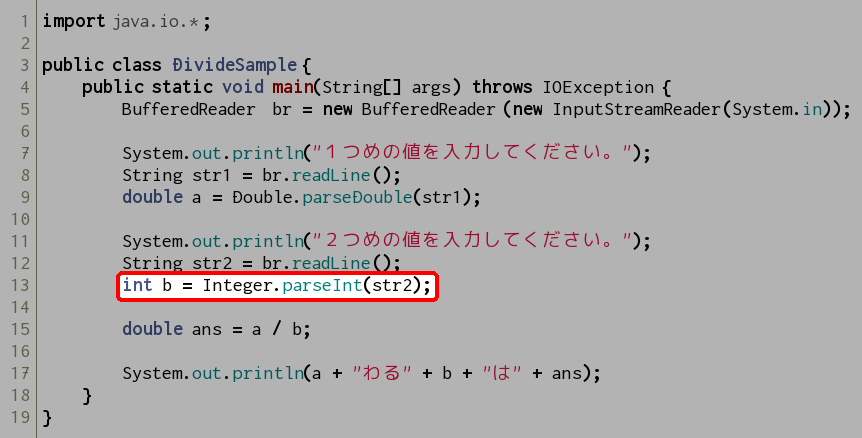 1 import java.io.*;
2
3 public class DivideSample {
4 public static void main(String[] args) throws IOException {
5 BufferedReader br = new BufferedReader (new InputStreamReader(System.in));
6
7 System.out.println("１つめの値を入力してください。");
8 String str1 = br.readLine();
9 double a = Double.parseDouble(str1);
10
11 System.out.println("２つめの値を入力してください。");
12 String str2 = br.readLine();
13 int b = Integer.parseInt(str2);
14
15 double ans = a / b;
16
17 System.out.println(a + "わる" + b + "は" + ans);
18 }
19 }